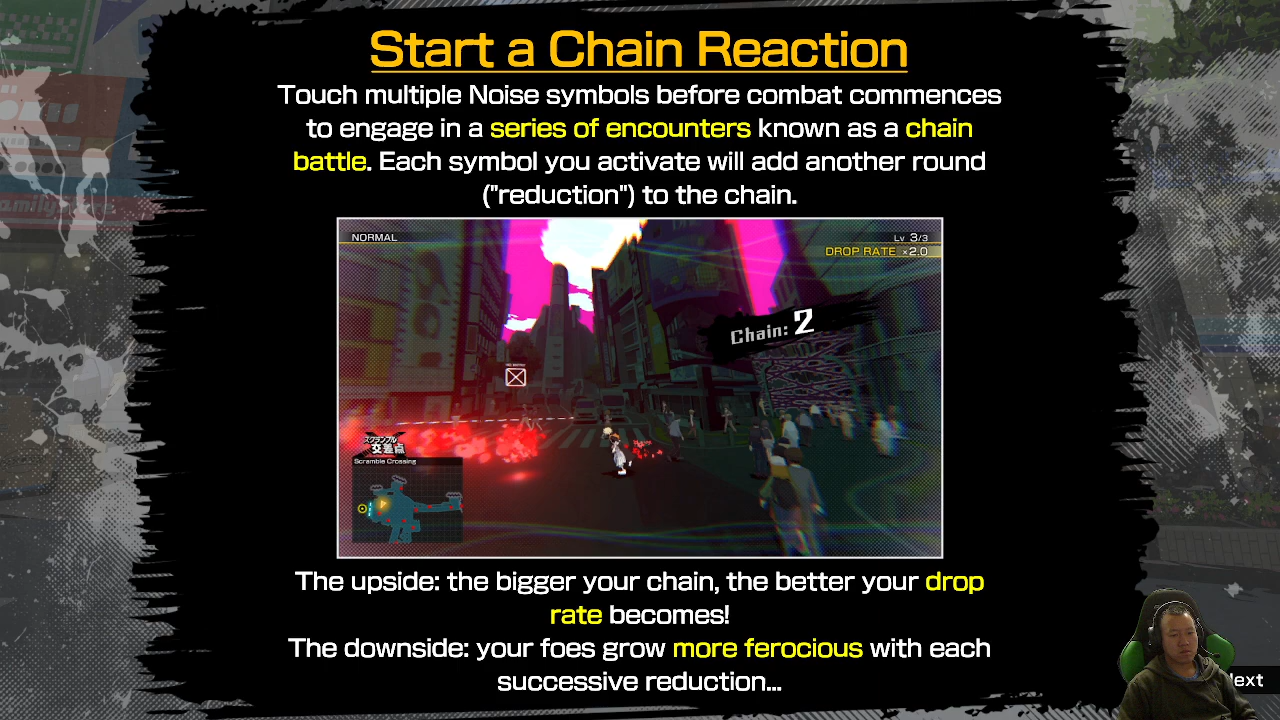 Start a Chain Reaction
Touch multiple Noise symbols before combat commences
to engage in a series of encounters known as a chain
battle. Each symbol you activate will add another round
("reduction") to the chain.
NORMAL
Lv 3/3
DROP RATE ×2.0
Chain: 2
スクランブル
交差点
Scramble Crossing
The upside: the bigger your chain, the better your drop
rate becomes!
The downside: your foes grow more ferocious with each
successive reduction...